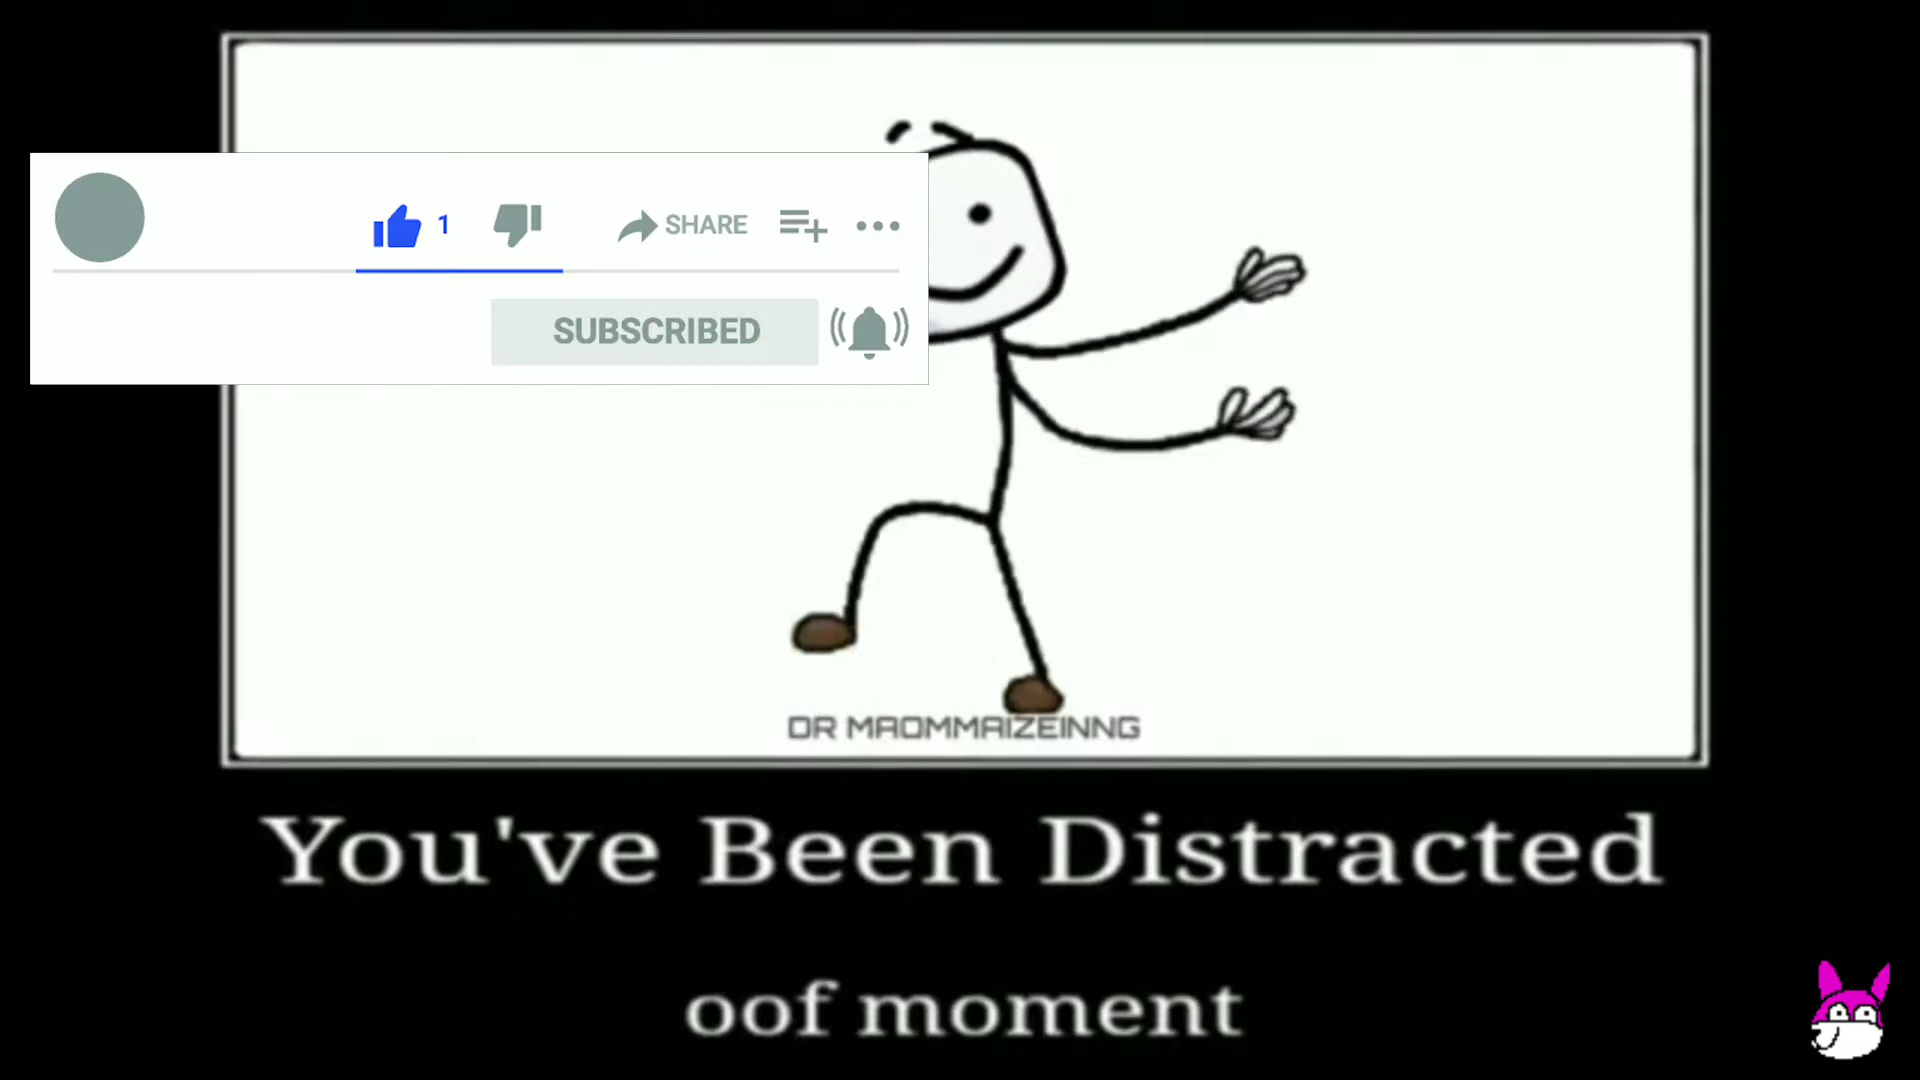 1
SHARE
SUBSCRIBED
DR MAOMMAIZEINNG
You've Been Distracted
oof moment